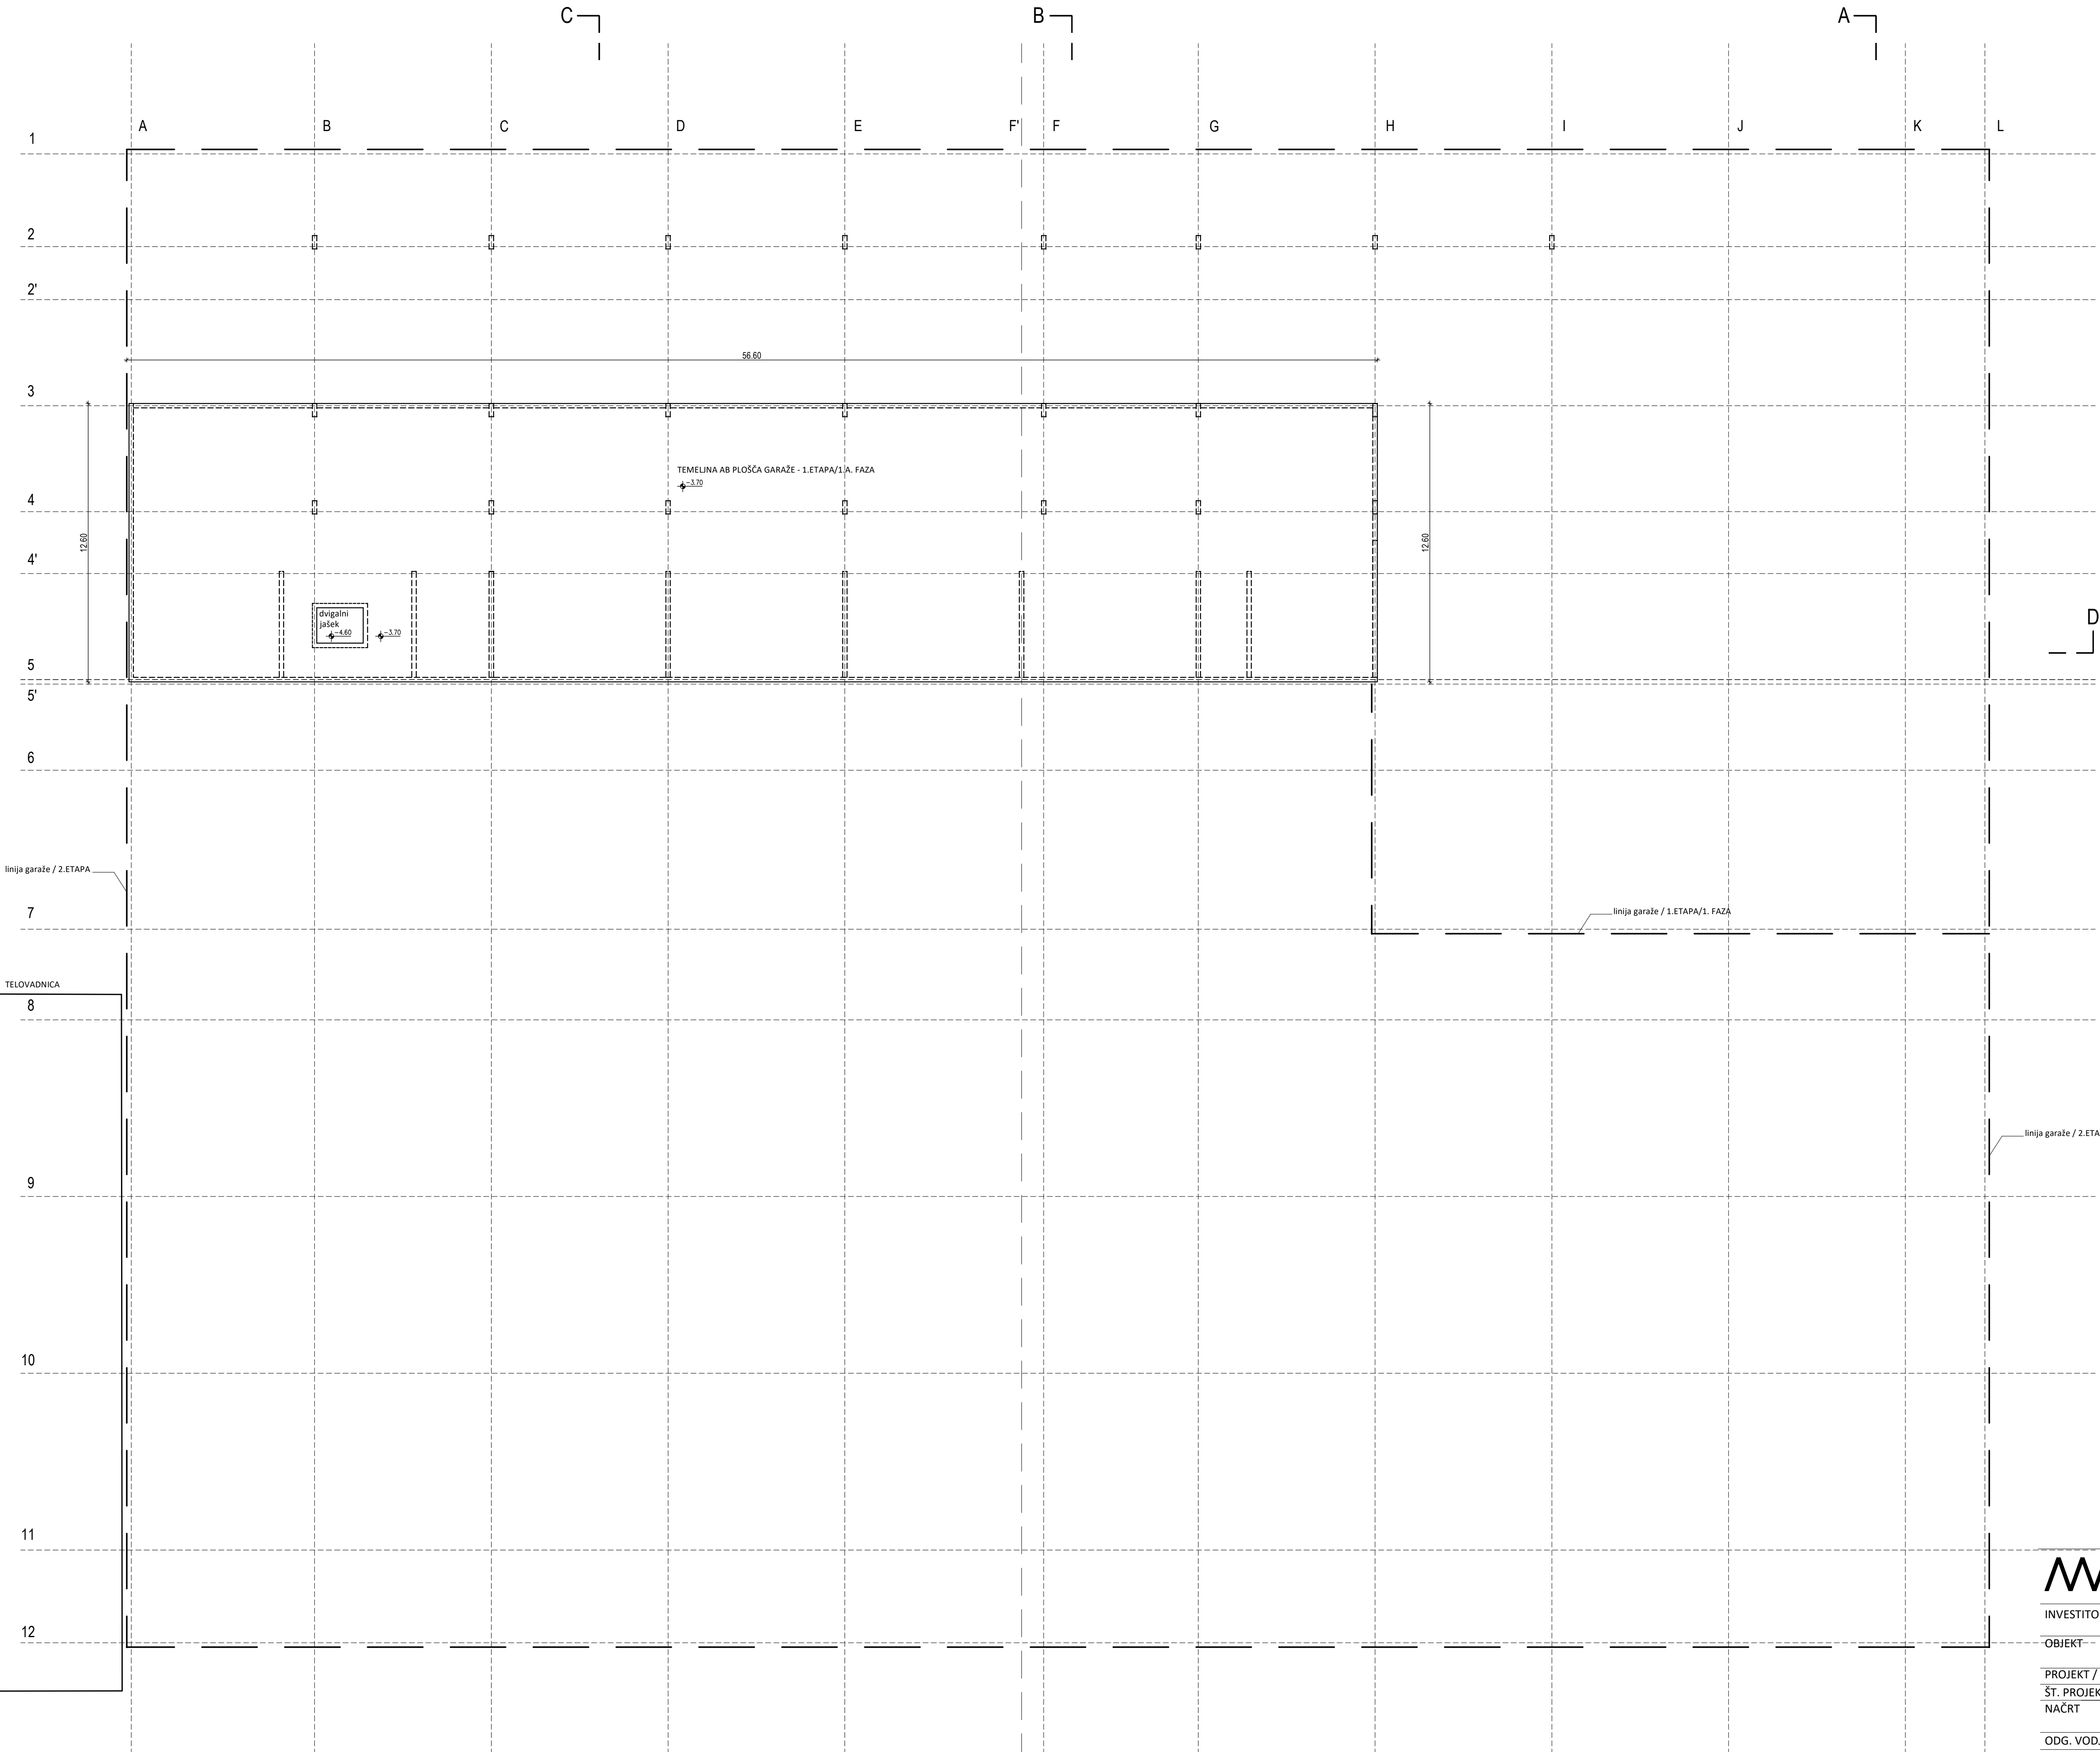 C
B
A
A
B
C
D
E
F'
F
G
H
I
J
K
L
1
2
2'
56.60
3
TEMELJNA AB PLOŠČA GARAŽE - 1.ETAPA/1.A. FAZA
-3.70
4
12.60
12.60
4'
dvigalni
jašek
-4.60
-3.70
D
5
5'
6
linija garaže / 2.ETAPA
7
linija garaže / 1.ETAPA/1. FAZA
TELOVADNICA
8
linija garaže / 2.ETA
9
10
11
12
INVESTITO
OBJEKT
PROJEKT /
ŠT. PROJEK
NAČRT
ODG. VODJ